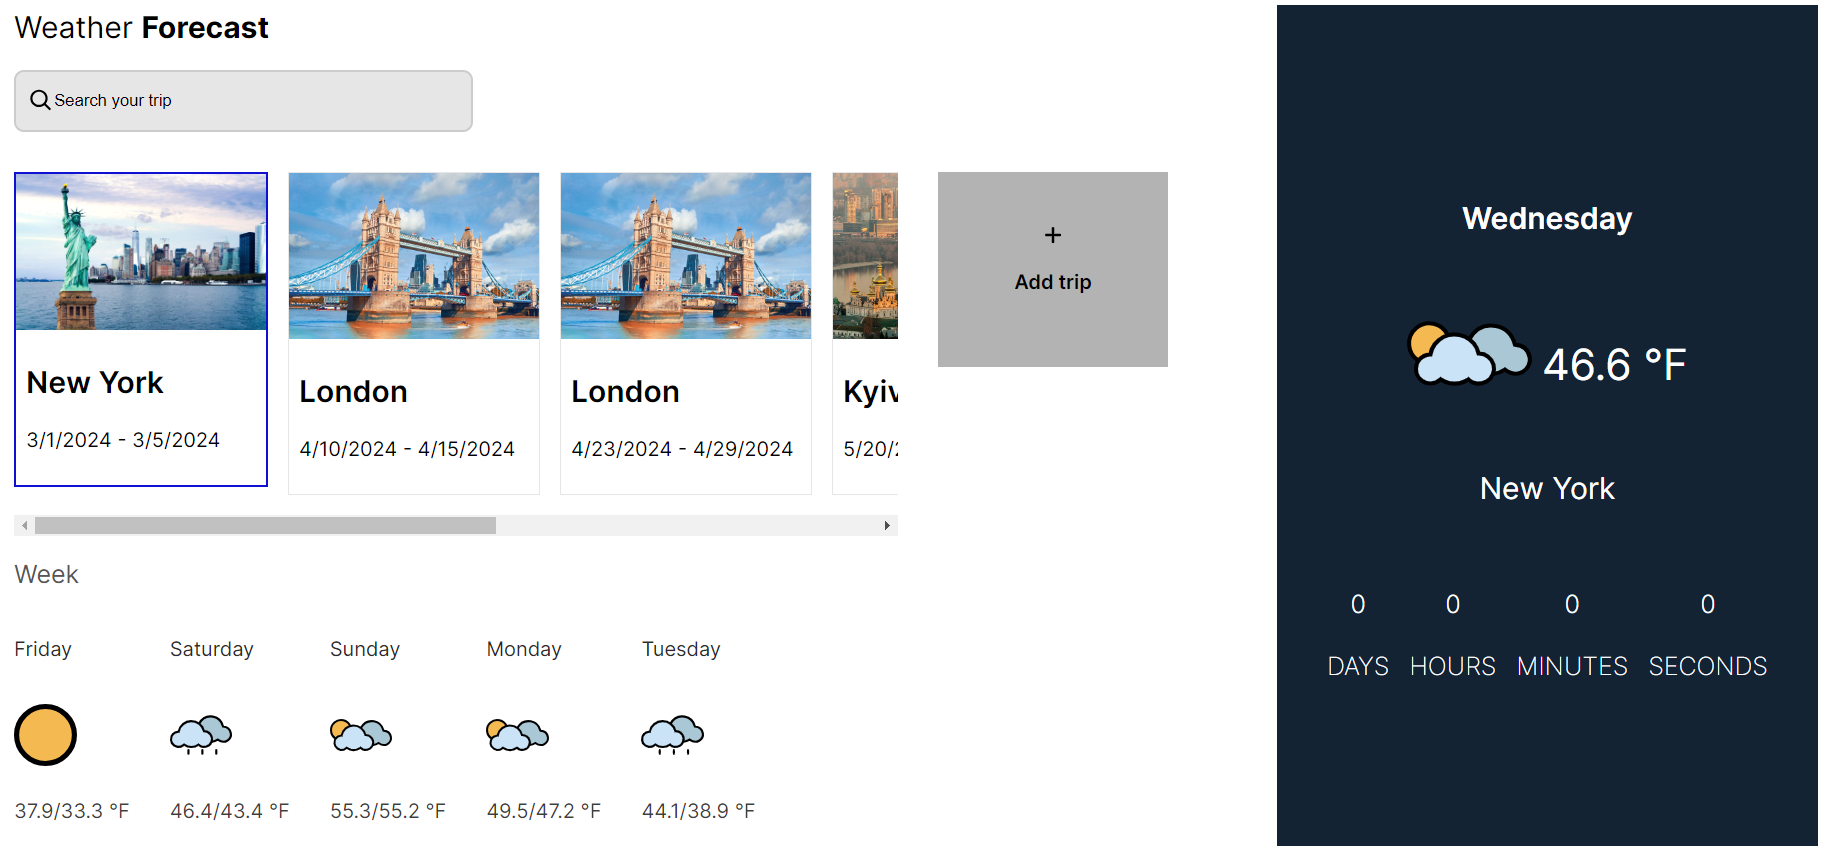 Weather Forecast
Search your trip
New York
3/1/2024 - 3/5/2024
London
4/10/2024 - 4/15/2024
London
4/23/2024 - 4/29/2024
Kyiv
+
Add trip
Week
Friday
37.9/33.3 °F
Saturday
46.4/43.4 °F
Sunday
55.3/55.2 °F
Monday
49.5/47.2 °F
Tuesday
44.1/38.9 °F
Wednesday
46.6 °F
New York
0 0 0 0
DAYS HOURS MINUTES SECONDS